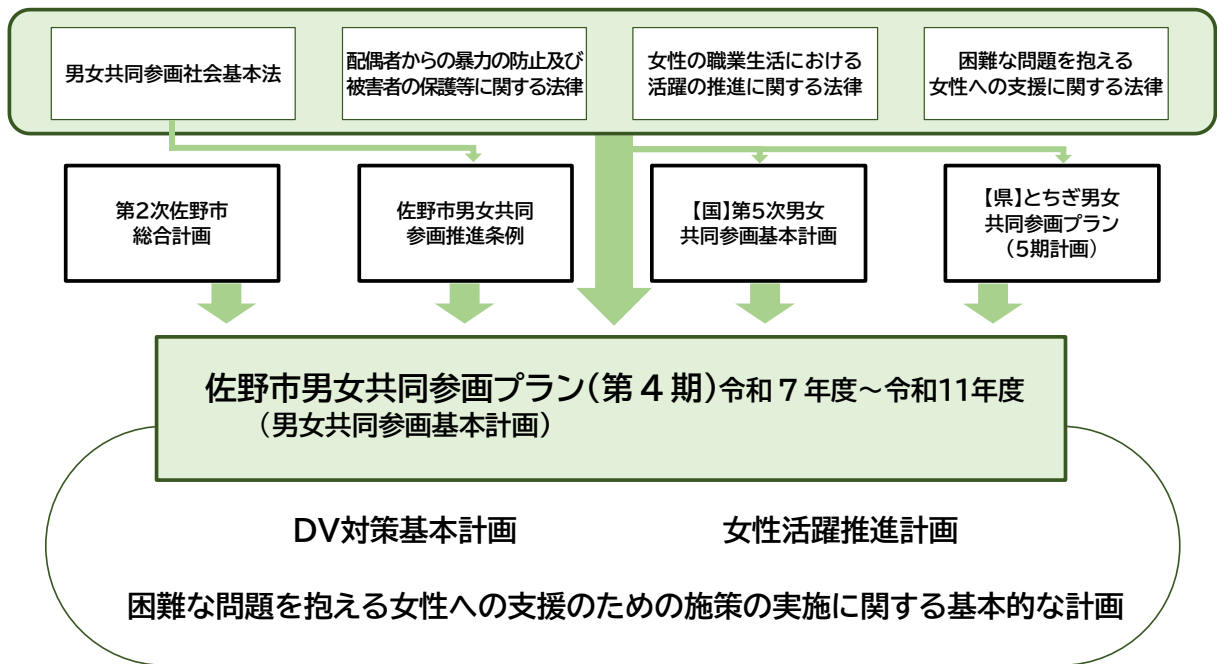 男女共同参画社会基本法
配偶者からの暴力の防止及び
被害者の保護等に関する法律
女性の職業生活における
活躍の推進に関する法律
困難な問題を抱える
女性への支援に関する法律
第2次佐野市
総合計画
佐野市男女共同
参画推進条例
【国】第5次男女
共同参画基本計画
【県】とちぎ男女
共同参画プラン
(5期計画)
佐野市男女共同参画プラン(第4期)令和7年度～令和11年度
(男女共同参画基本計画)
DV対策基本計画
女性活躍推進計画
困難な問題を抱える女性への支援のための施策の実施に関する基本的な計画